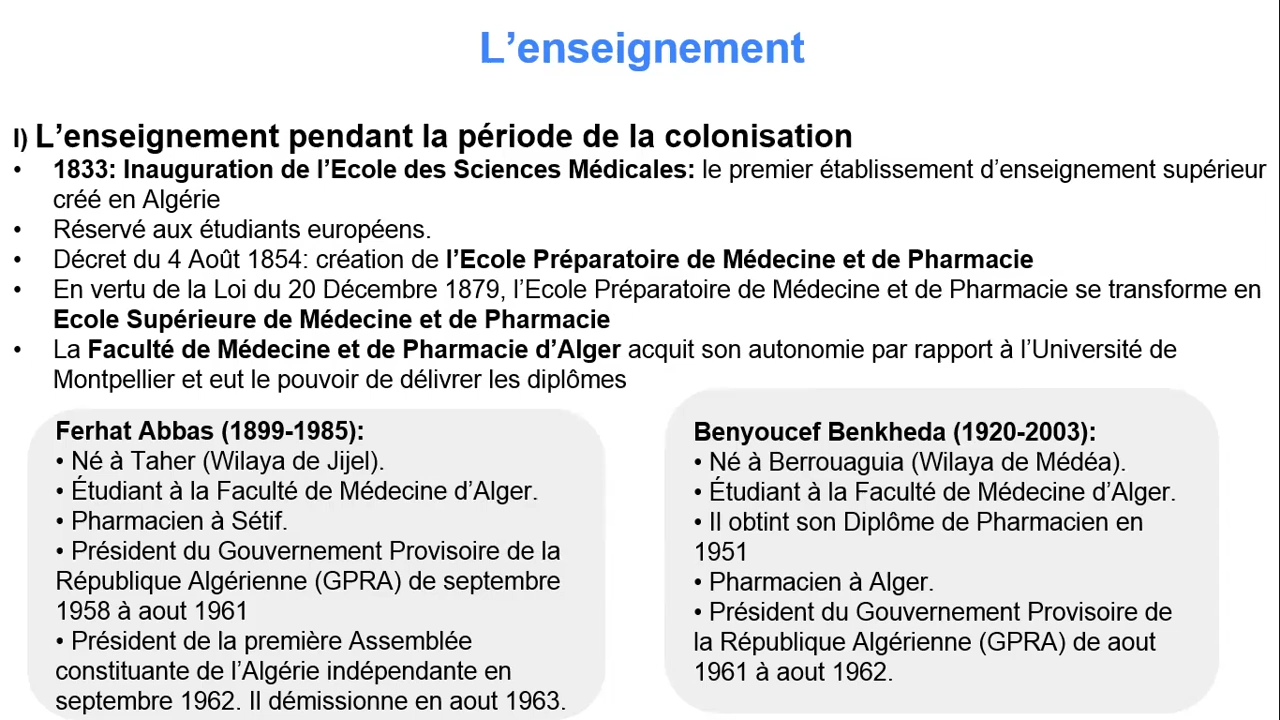 L’enseignement
I) L’enseignement pendant la période de la colonisation
• 1833: Inauguration de l’Ecole des Sciences Médicales: le premier établissement d’enseignement supérieur
créé en Algérie
• Réservé aux étudiants européens.
• Décret du 4 Août 1854: création de l’Ecole Préparatoire de Médecine et de Pharmacie
• En vertu de la Loi du 20 Décembre 1879, l’Ecole Préparatoire de Médecine et de Pharmacie se transforme en
Ecole Supérieure de Médecine et de Pharmacie
• La Faculté de Médecine et de Pharmacie d’Alger acquit son autonomie par rapport à l’Université de
Montpellier et eut le pouvoir de délivrer les diplômes
Ferhat Abbas (1899-1985):
• Né à Taher (Wilaya de Jijel).
• Étudiant à la Faculté de Médecine d’Alger.
• Pharmacien à Sétif.
• Président du Gouvernement Provisoire de la
République Algérienne (GPRA) de septembre
1958 à aout 1961
• Président de la première Assemblée
constituante de l’Algérie indépendante en
septembre 1962. Il démissionne en aout 1963.
Benyoucef Benkheda (1920-2003):
• Né à Berrouaguia (Wilaya de Médéa).
• Étudiant à la Faculté de Médecine d’Alger.
• Il obtint son Diplôme de Pharmacien en
1951
• Pharmacien à Alger.
• Président du Gouvernement Provisoire de
la République Algérienne (GPRA) de aout
1961 à aout 1962.